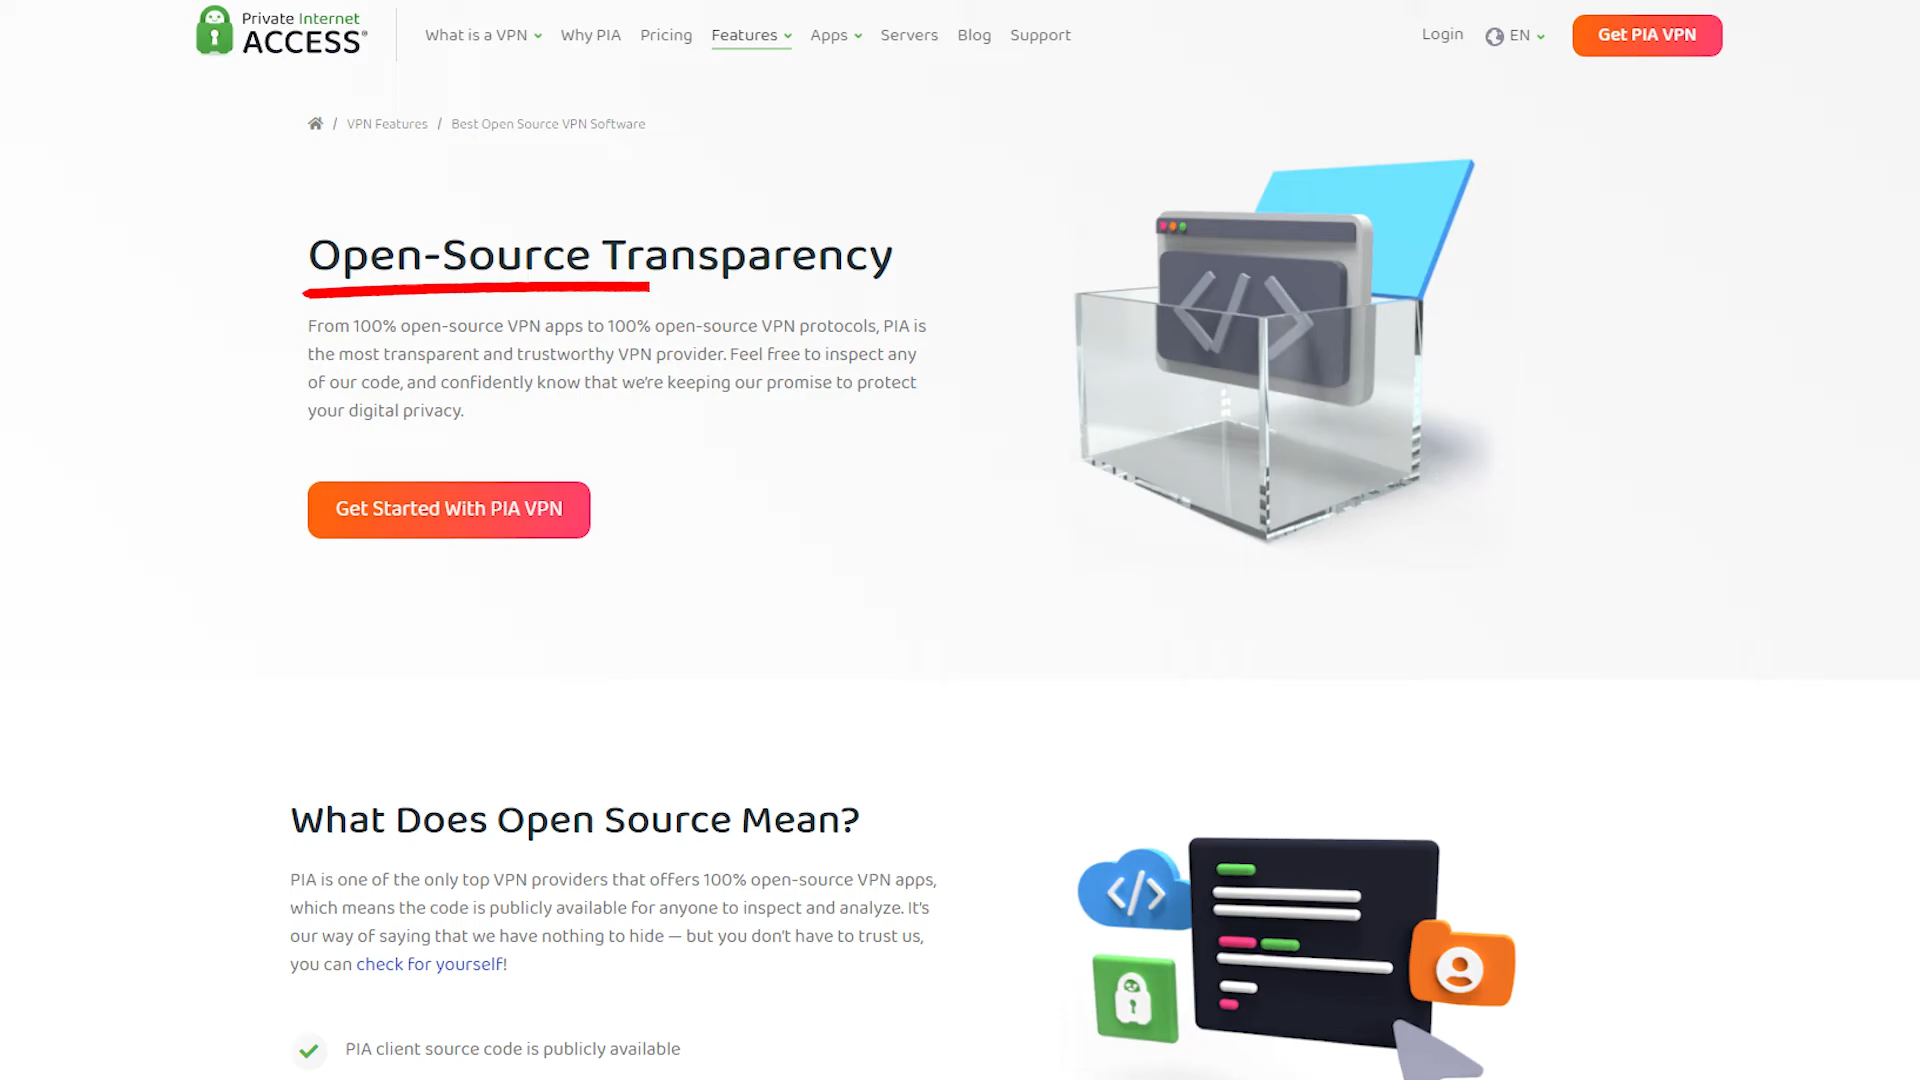 Private Internet
ACCESS®
What is a VPN
Why PIA
Pricing
Features
Apps
Servers
Blog
Support
Login
EN
Get PIA VPN
/ VPN Features / Best Open Source VPN Software
Open-Source Transparency
From 100% open-source VPN apps to 100% open-source VPN protocols, PIA is
the most transparent and trustworthy VPN provider. Feel free to inspect any
of our code, and confidently know that we're keeping our promise to protect
your digital privacy.
Get Started With PIA VPN
What Does Open Source Mean?
PIA is one of the only top VPN providers that offers 100% open-source VPN apps,
which means the code is publicly available for anyone to inspect and analyze. It's
our way of saying that we have nothing to hide — but you don't have to trust us,
you can check for yourself!
PIA client source code is publicly available